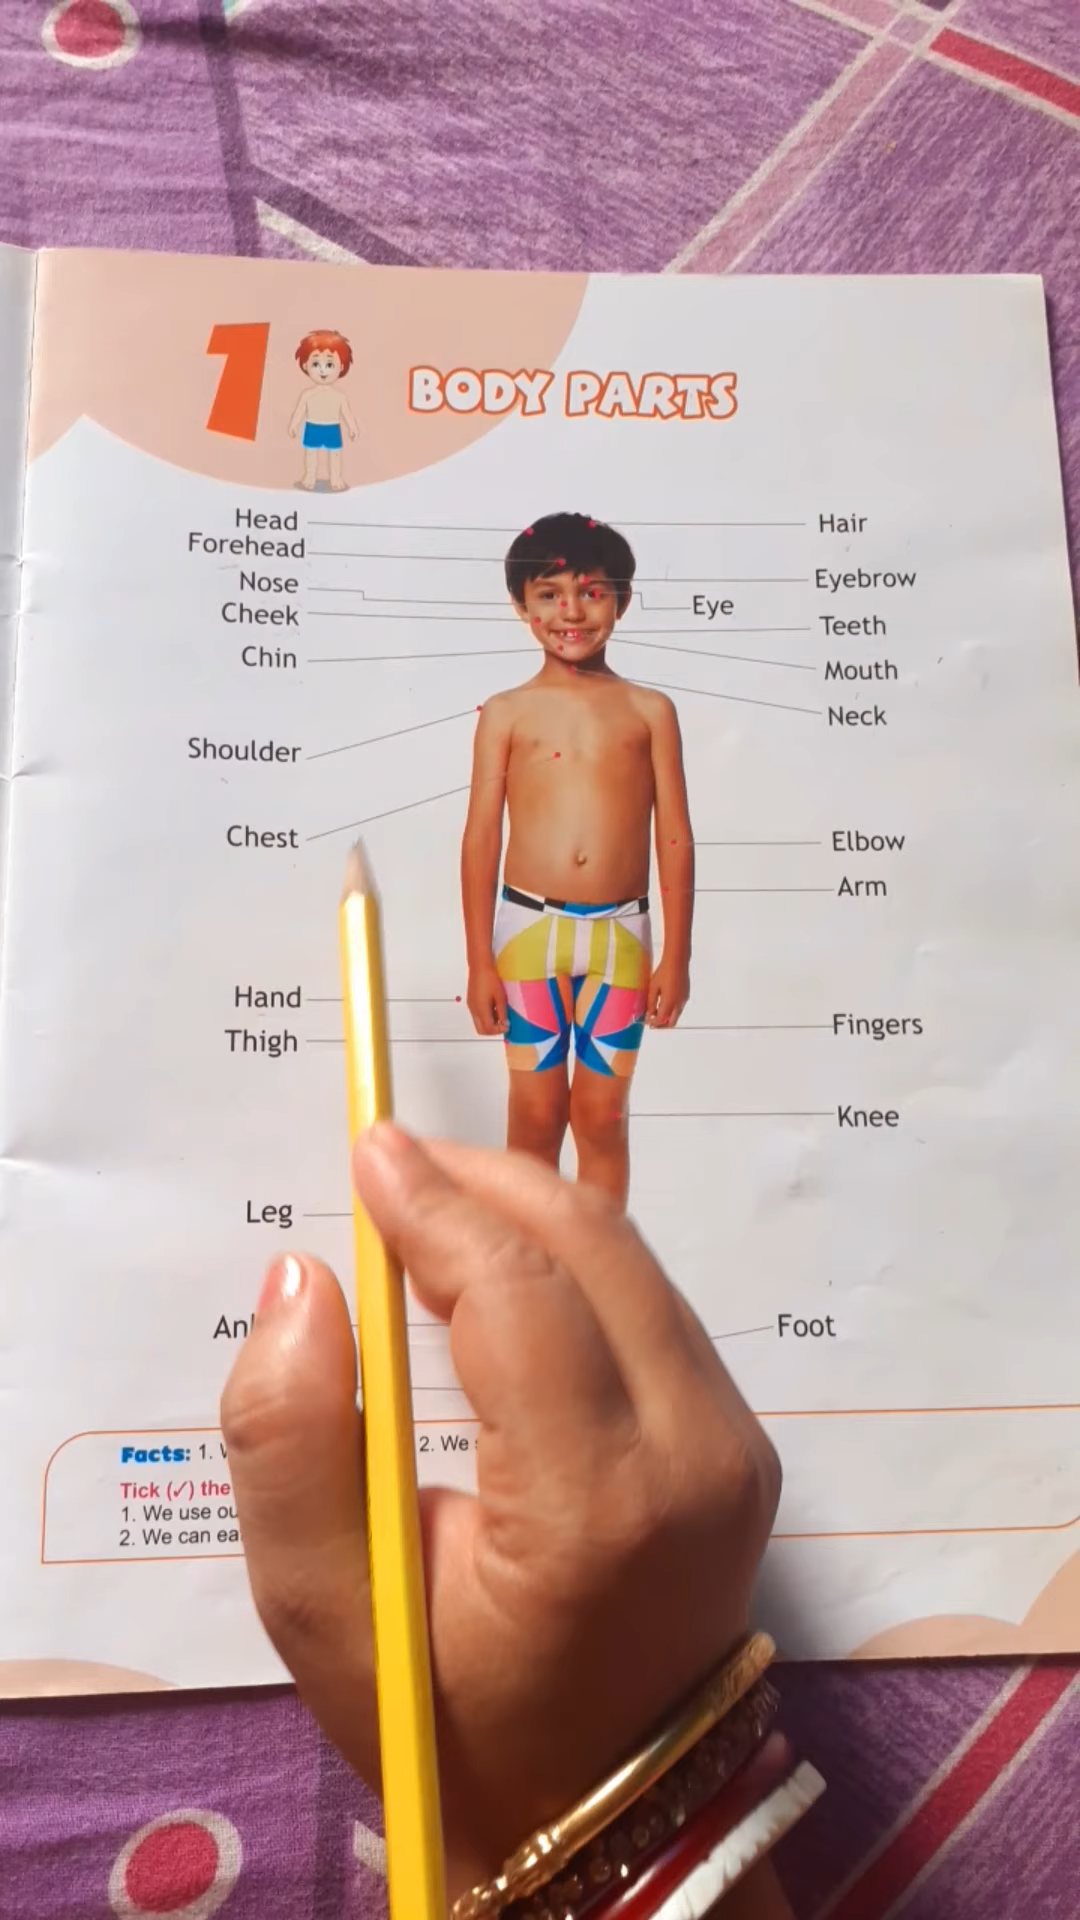 1
BODY PARTS
Head
Forehead
Nose
Cheek
Chin
Shoulder
Chest
Hand
Thigh
Leg
Hair
Eyebrow
Eye
Teeth
Mouth
Neck
Elbow
Arm
Fingers
Knee
Foot
Facts: 1. 2. We
Tick (✓) the
1. We use
2. We can